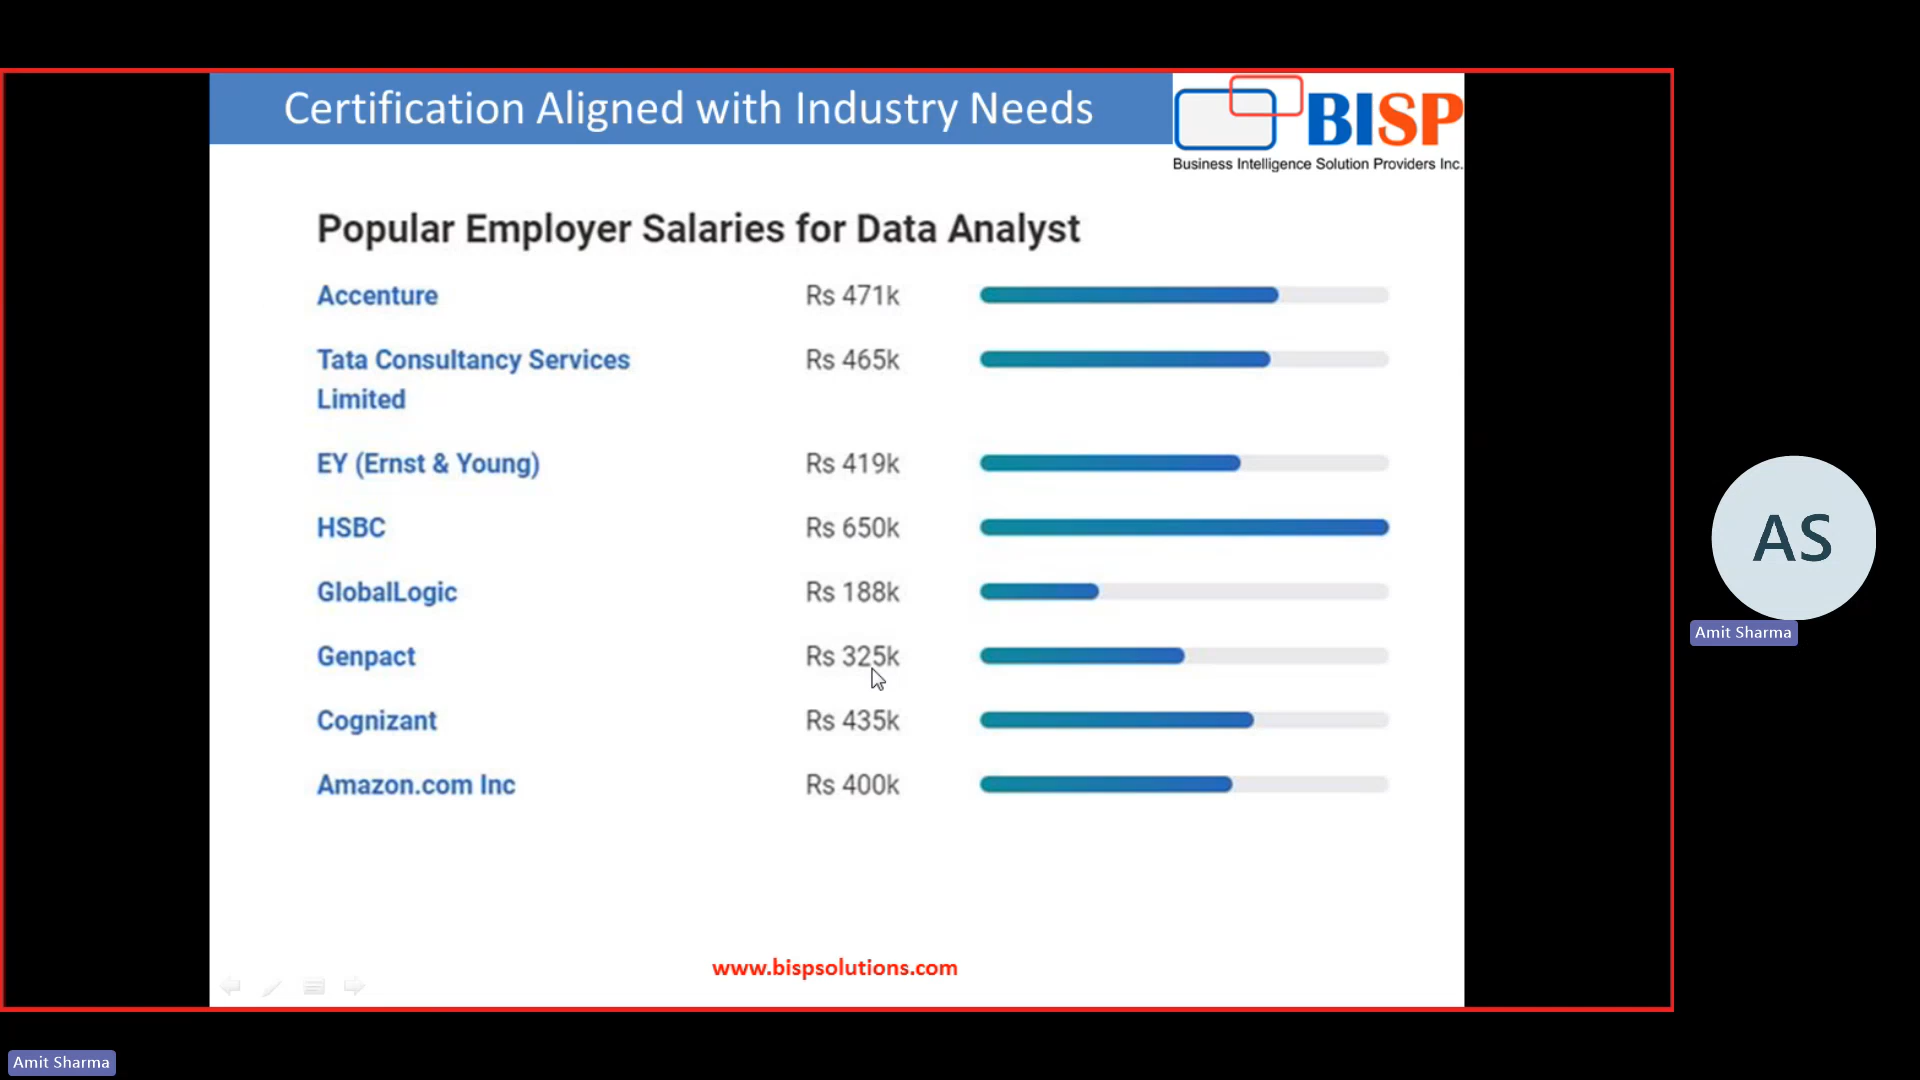 Certification Aligned with Industry Needs
BISP
Business Intelligence Solution Providers Inc.
Popular Employer Salaries for Data Analyst
Accenture Rs 471k
Tata Consultancy Services Rs 465k
Limited
EY (Ernst & Young) Rs 419k
HSBC Rs 650k
GlobalLogic Rs 188k
Genpact Rs 325k
Cognizant Rs 435k
Amazon.com Inc Rs 400k
www.bispsolutions.com
AS
Amit Sharma
Amit Sharma